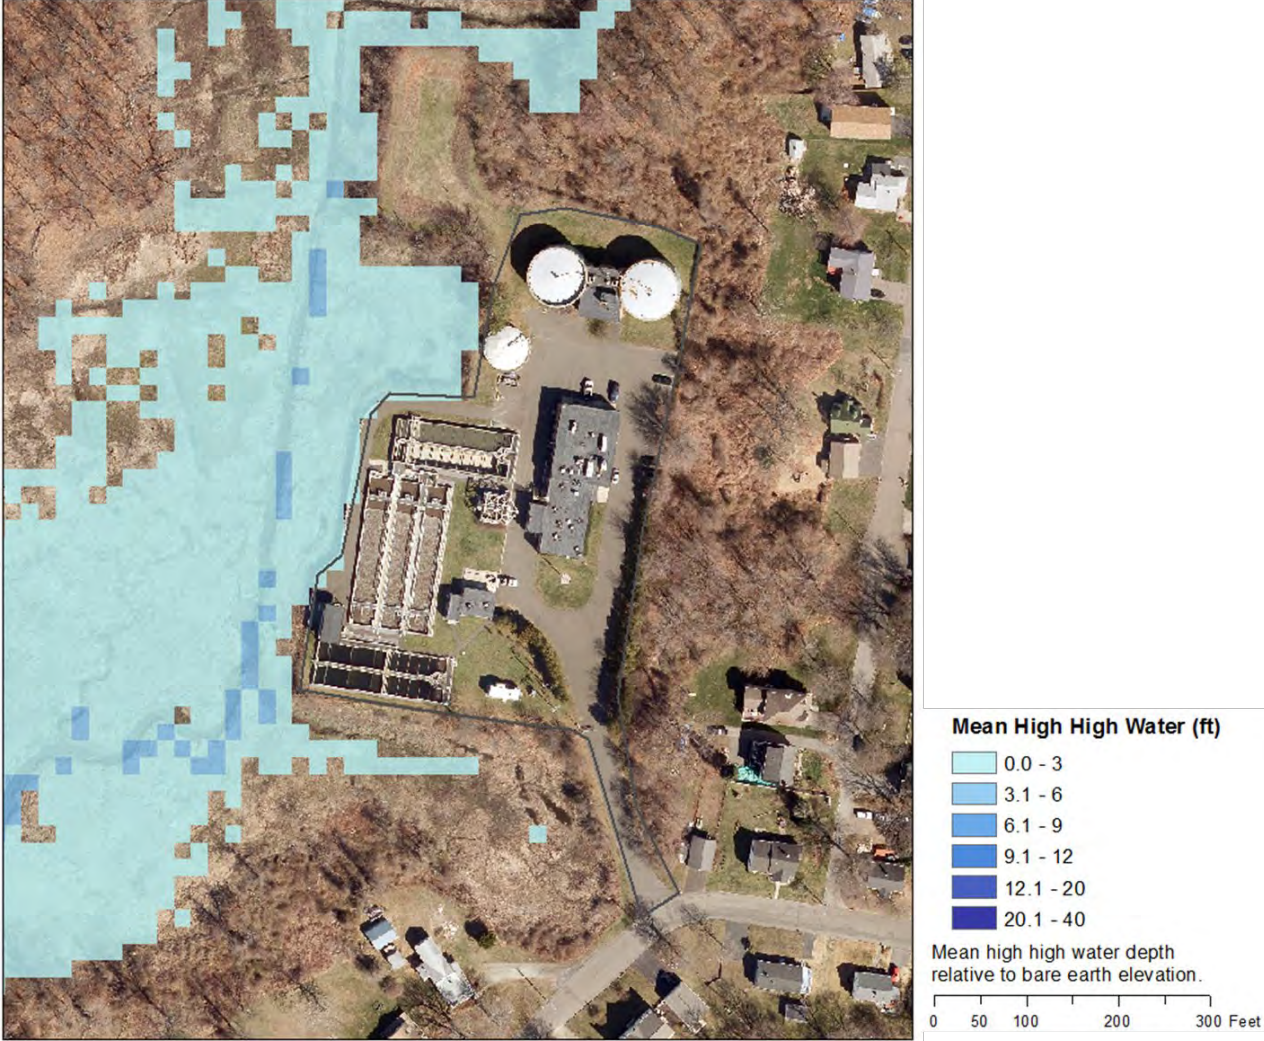 Mean High High Water (ft)
0.0 - 3
3.1 - 6
6.1 - 9
9.1 - 12
12.1 - 20
20.1 - 40
Mean high high water depth
relative to bare earth elevation.
0 50 100 200 300 Feet